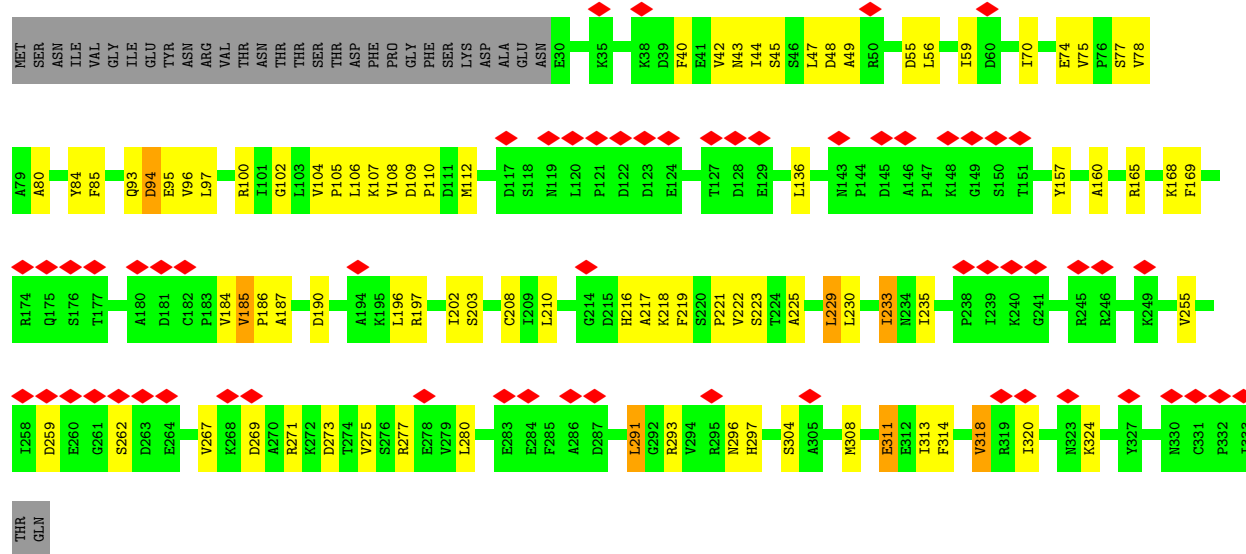 MET SER ASN ILE VAL GLY ILE GLU TYR ASN ARG VAL THR ASN THR THR SER THR ASP PHE PRO GLY PHE SER LYS ASP ALA GLU ASN E30 K35 K38 D39 F40 E41 V42 N43 I44 S45 S46 L47 D48 A49 R50 D55 L56 I59 D60 I70 E74 V75 P76 S77 V78
A79 A80 Y84 F85 Q93 D94 E95 V96 L97 R100 I101 G102 L103 V104 P105 L106 K107 V108 D109 P110 D111 M112 D117 S118 N119 L120 P121 D122 D123 E124 T127 D128 E129 L136 N143 P144 D145 A146 P147 K148 G149 S150 T151 Y157 A160 R165 K168 F169
R174 Q175 S176 T177 A180 D181 C182 P183 V184 V185 P186 A187 D190 A194 K195 L196 R197 I202 S203 C208 I209 L210 G214 D215 H216 A217 K218 F219 S220 P221 V222 S223 T224 A225 L229 L230 I233 N234 I235 P238 I239 K240 G241 R245 R246 K249 V255
I258 D259 E260 G261 S262 D263 E264 V267 K268 D269 A270 R271 K272 D273 T274 V275 S276 R277 E278 V279 L280 E283 E284 F285 A286 D287 L291 G292 R293 V294 R295 N296 H297 S304 A305 M308 E311 E312 I313 F314 V318 R319 I320 N323 K324 Y327 N330 C331 P332
THR GLN